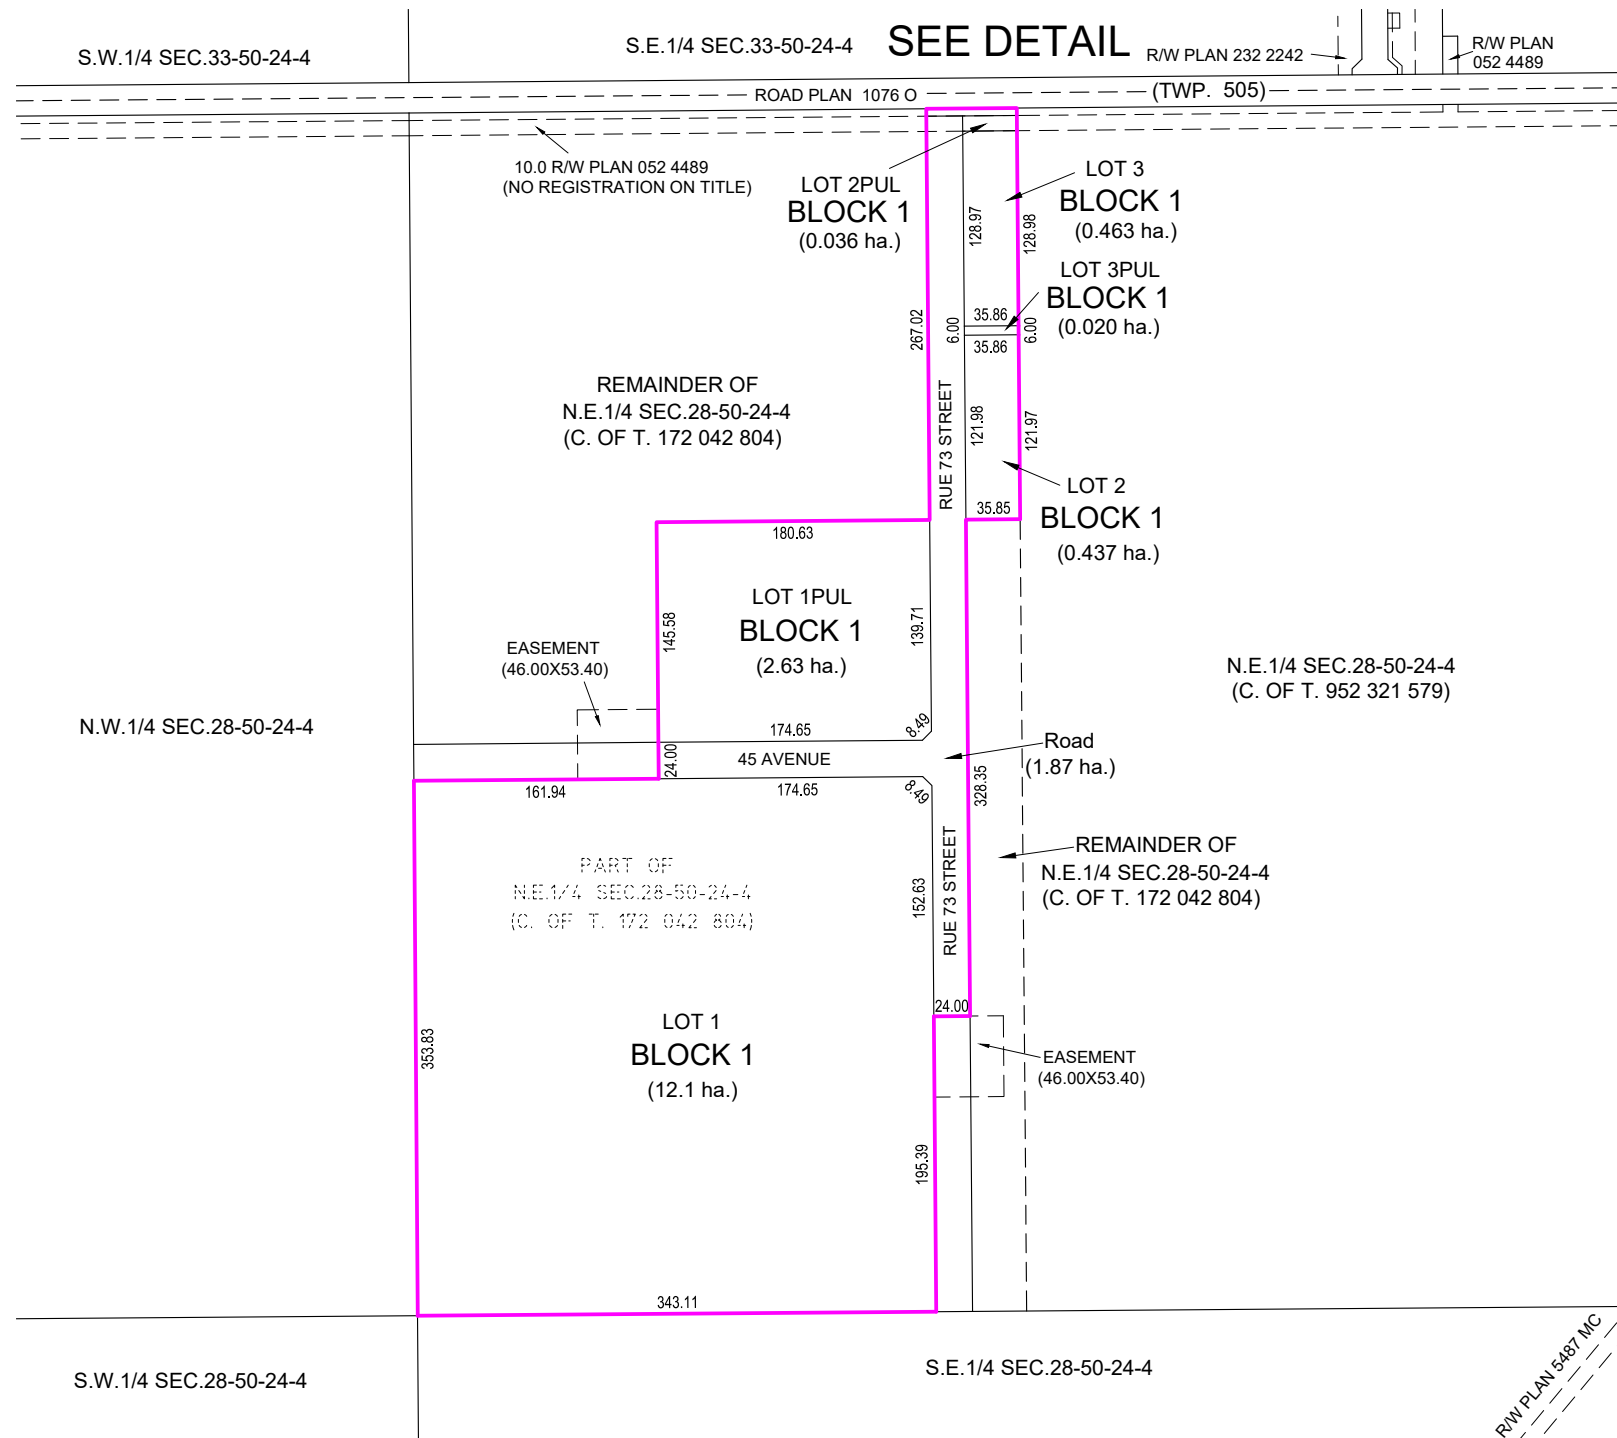 S.W.1/4 SEC.33-50-24-4
S.E.1/4 SEC.33-50-24-4
SEE DETAIL
R/W PLAN 232 2242
R/W PLAN
052 4489
ROAD PLAN 1076 O
(TWP. 505)
10.0 R/W PLAN 052 4489
(NO REGISTRATION ON TITLE)
LOT 2PUL
BLOCK 1
(0.036 ha.)
LOT 3
BLOCK 1
(0.463 ha.)
128.97
128.98
LOT 3PUL
BLOCK 1
(0.020 ha.)
267.02
6.00
35.86
35.86
6.00
REMAINDER OF
N.E.1/4 SEC.28-50-24-4
(C. OF T. 172 042 804)
RUE 73 STREET
121.98
121.97
LOT 2
BLOCK 1
(0.437 ha.)
35.85
180.63
LOT 1PUL
BLOCK 1
(2.63 ha.)
145.58
139.71
EASEMENT
(46.00X53.40)
N.E.1/4 SEC.28-50-24-4
(C. OF T. 952 321 579)
N.W.1/4 SEC.28-50-24-4
174.65
8.49
24.00
45 AVENUE
Road
(1.87 ha.)
161.94
174.65
8.49
328.35
PART OF
N.E.1/4 SEC.28-50-24-4
(C. OF T. 172 042 804)
152.63
RUE 73 STREET
REMAINDER OF
N.E.1/4 SEC.28-50-24-4
(C. OF T. 172 042 804)
24.00
LOT 1
BLOCK 1
(12.1 ha.)
353.83
EASEMENT
(46.00X53.40)
195.39
343.11
S.W.1/4 SEC.28-50-24-4
S.E.1/4 SEC.28-50-24-4
R/W PLAN 5487 MC